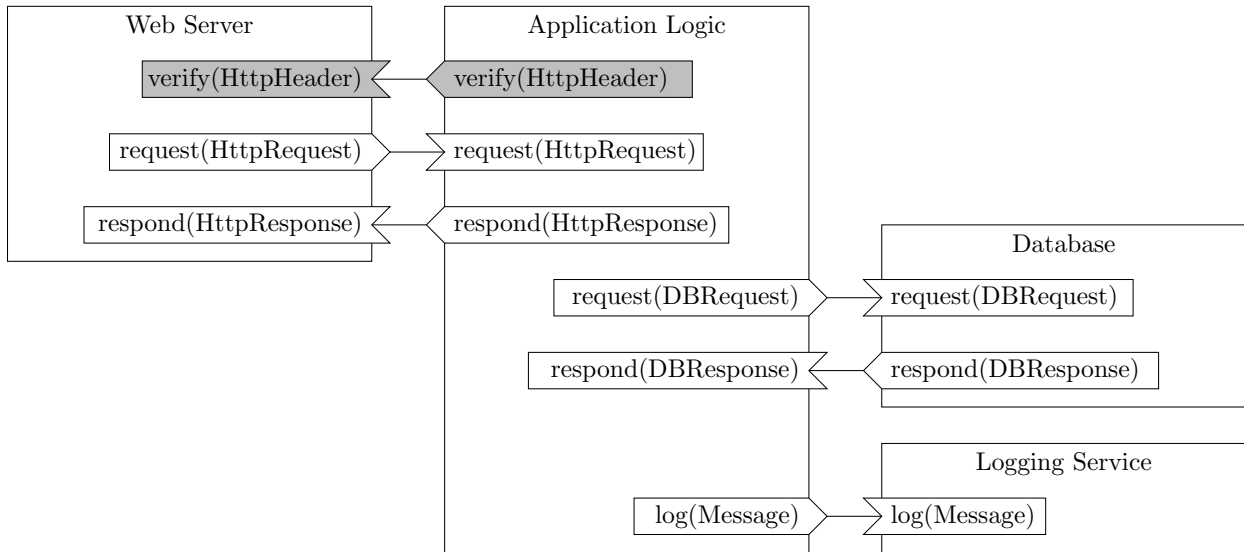 Web Server
Application Logic
verify(HttpHeader)
verify(HttpHeader)
request(HttpRequest)
request(HttpRequest)
respond(HttpResponse)
respond(HttpResponse)
Database
request(DBRequest)
request(DBRequest)
respond(DBResponse)
respond(DBResponse)
Logging Service
log(Message)
log(Message)